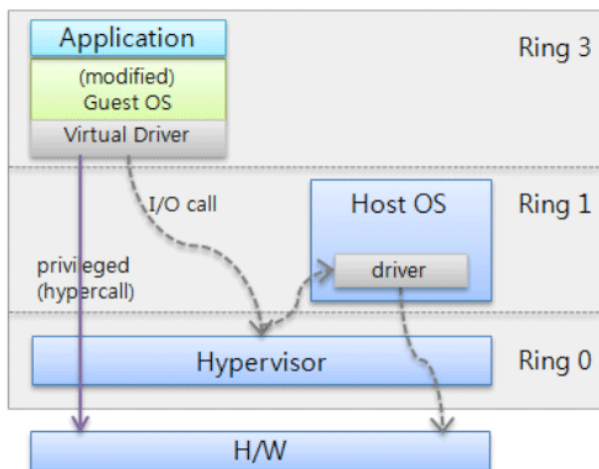 Application
Ring 3
(modified)
Guest OS
Virtual Driver
I/O call
Host OS
Ring 1
privileged
(hypercall)
driver
Hypervisor
Ring 0
H/W